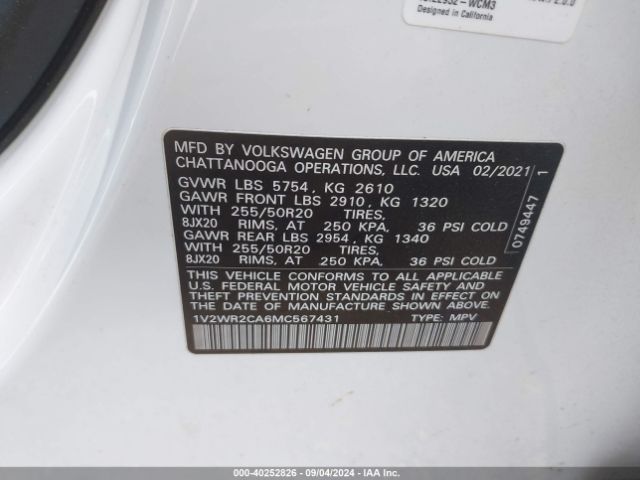 Designed in California
MFD BY VOLKSWAGEN GROUP OF AMERICA
CHATTANOOGA OPERATIONS, LLC. USA 02/2021
GVWR LBS 5754, KG 2610
GAWR FRONT LBS 2910, KG 1320
WITH 255/50R20 TIRES,
8JX20 RIMS, AT 250 KPA, 36 PSI COLD
GAWR REAR LBS 2954, KG 1340
WITH 255/50R20 TIRES,
8JX20 RIMS, AT 250 KPA, 36 PSI COLD
THIS VEHICLE CONFORMS TO ALL APPLICABLE
U.S. FEDERAL MOTOR VEHICLE SAFETY AND
THEFT PREVENTION STANDARDS IN EFFECT ON
THE DATE OF MANUFACTURE SHOWN ABOVE.
1V2WR2CA6MC567431 TYPE: MPV
0749447 1
000-40252826 - 09/04/2024 - IAA Inc.